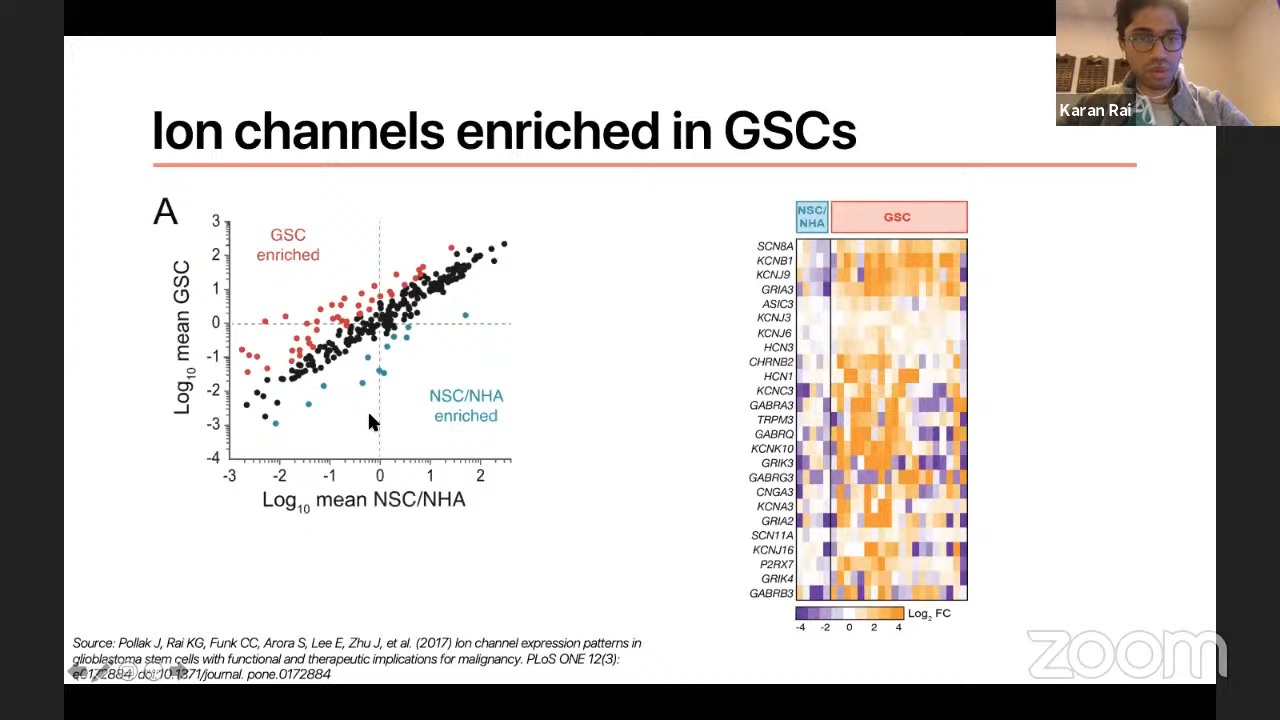 Karan Rai
Ion channels enriched in GSCs
A
GSC
enriched
NSC/NHA
enriched
3
2
1
0
-1
-2
-3
-4
Log10 mean GSC
-3
-2
-1
0
1
2
Log10 mean NSC/NHA
NSC/
NHA
GSC
SCN8A
KCNB1
KCNJ9
GRIA3
ASIC3
KCNJ3
KCNJ6
HCN3
CHRNB2
HCN1
KCNC3
GABRA3
TRPM3
GABRQ
KCNK10
GRIK3
GABRG3
CNGA3
KCNA3
GRIA2
SCN11A
KCNJ16
P2RX7
GRIK4
GABRB3
Log2 FC
-4 -2 0 2 4
Source: Pollak J, Rai KG, Funk CC, Arora S, Lee E, Zhu J, et al. (2017) Ion channel expression patterns in
glioblastoma stem cells with functional and therapeutic implications for malignancy. PLoS ONE 12(3):
e0172884. doi:10.1371/journal. pone.0172884
zoom